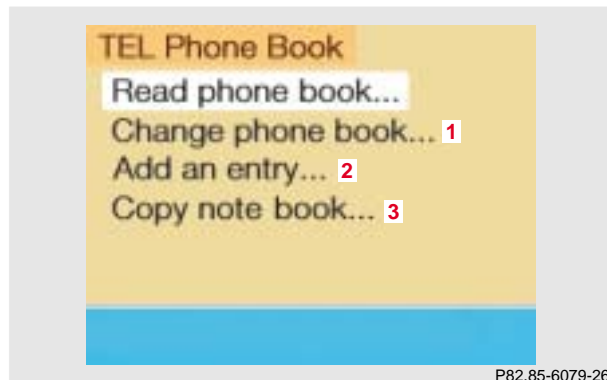 TEL Phone Book
Read phone book...
Change phone book... 1
Add an entry... 2
Copy note book... 3
P82.85-6079-26